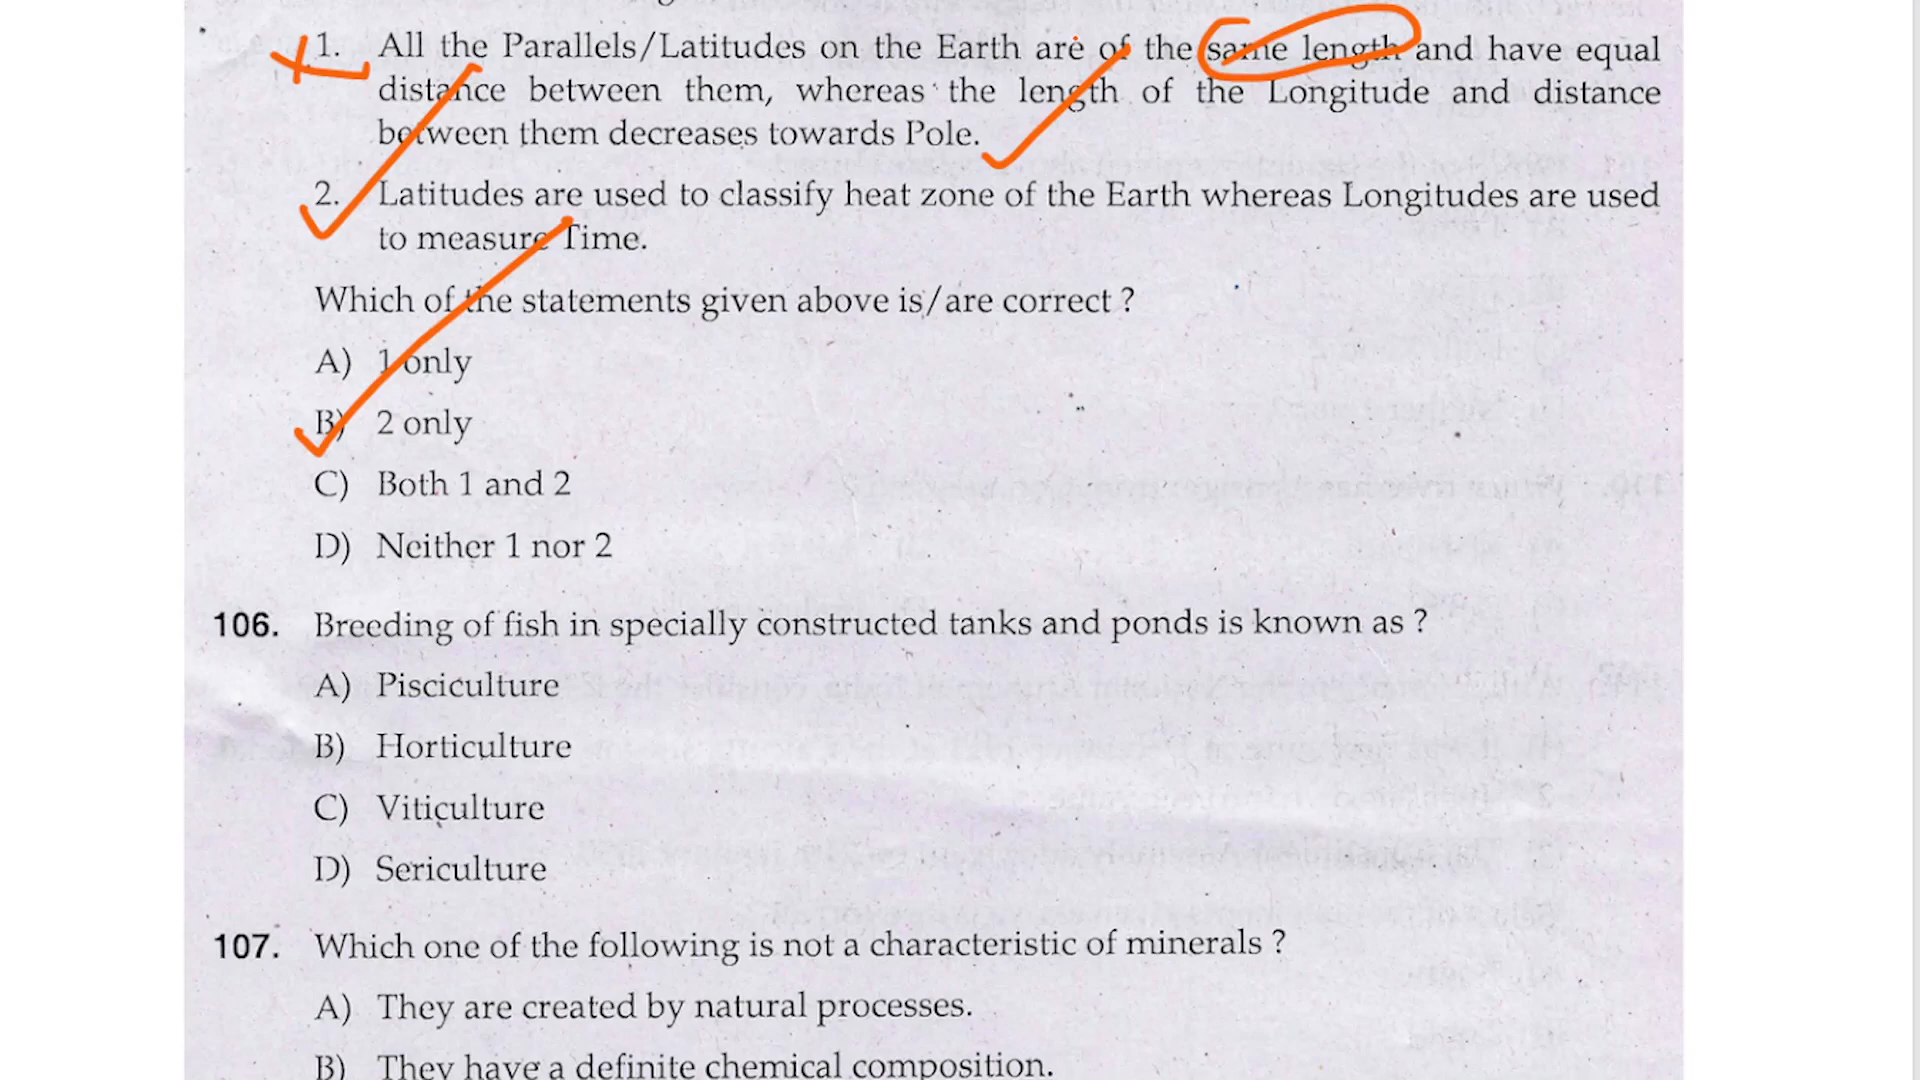 1. All the Parallels/Latitudes on the Earth are of the same length and have equal
distance between them, whereas the length of the Longitude and distance
between them decreases towards Pole.
2. Latitudes are used to classify heat zone of the Earth whereas Longitudes are used
to measure Time.
Which of the statements given above is/are correct ?
A) 1 only
B) 2 only
C) Both 1 and 2
D) Neither 1 nor 2
106. Breeding of fish in specially constructed tanks and ponds is known as ?
A) Pisciculture
B) Horticulture
C) Viticulture
D) Sericulture
107. Which one of the following is not a characteristic of minerals ?
A) They are created by natural processes.
B) They have a definite chemical composition.